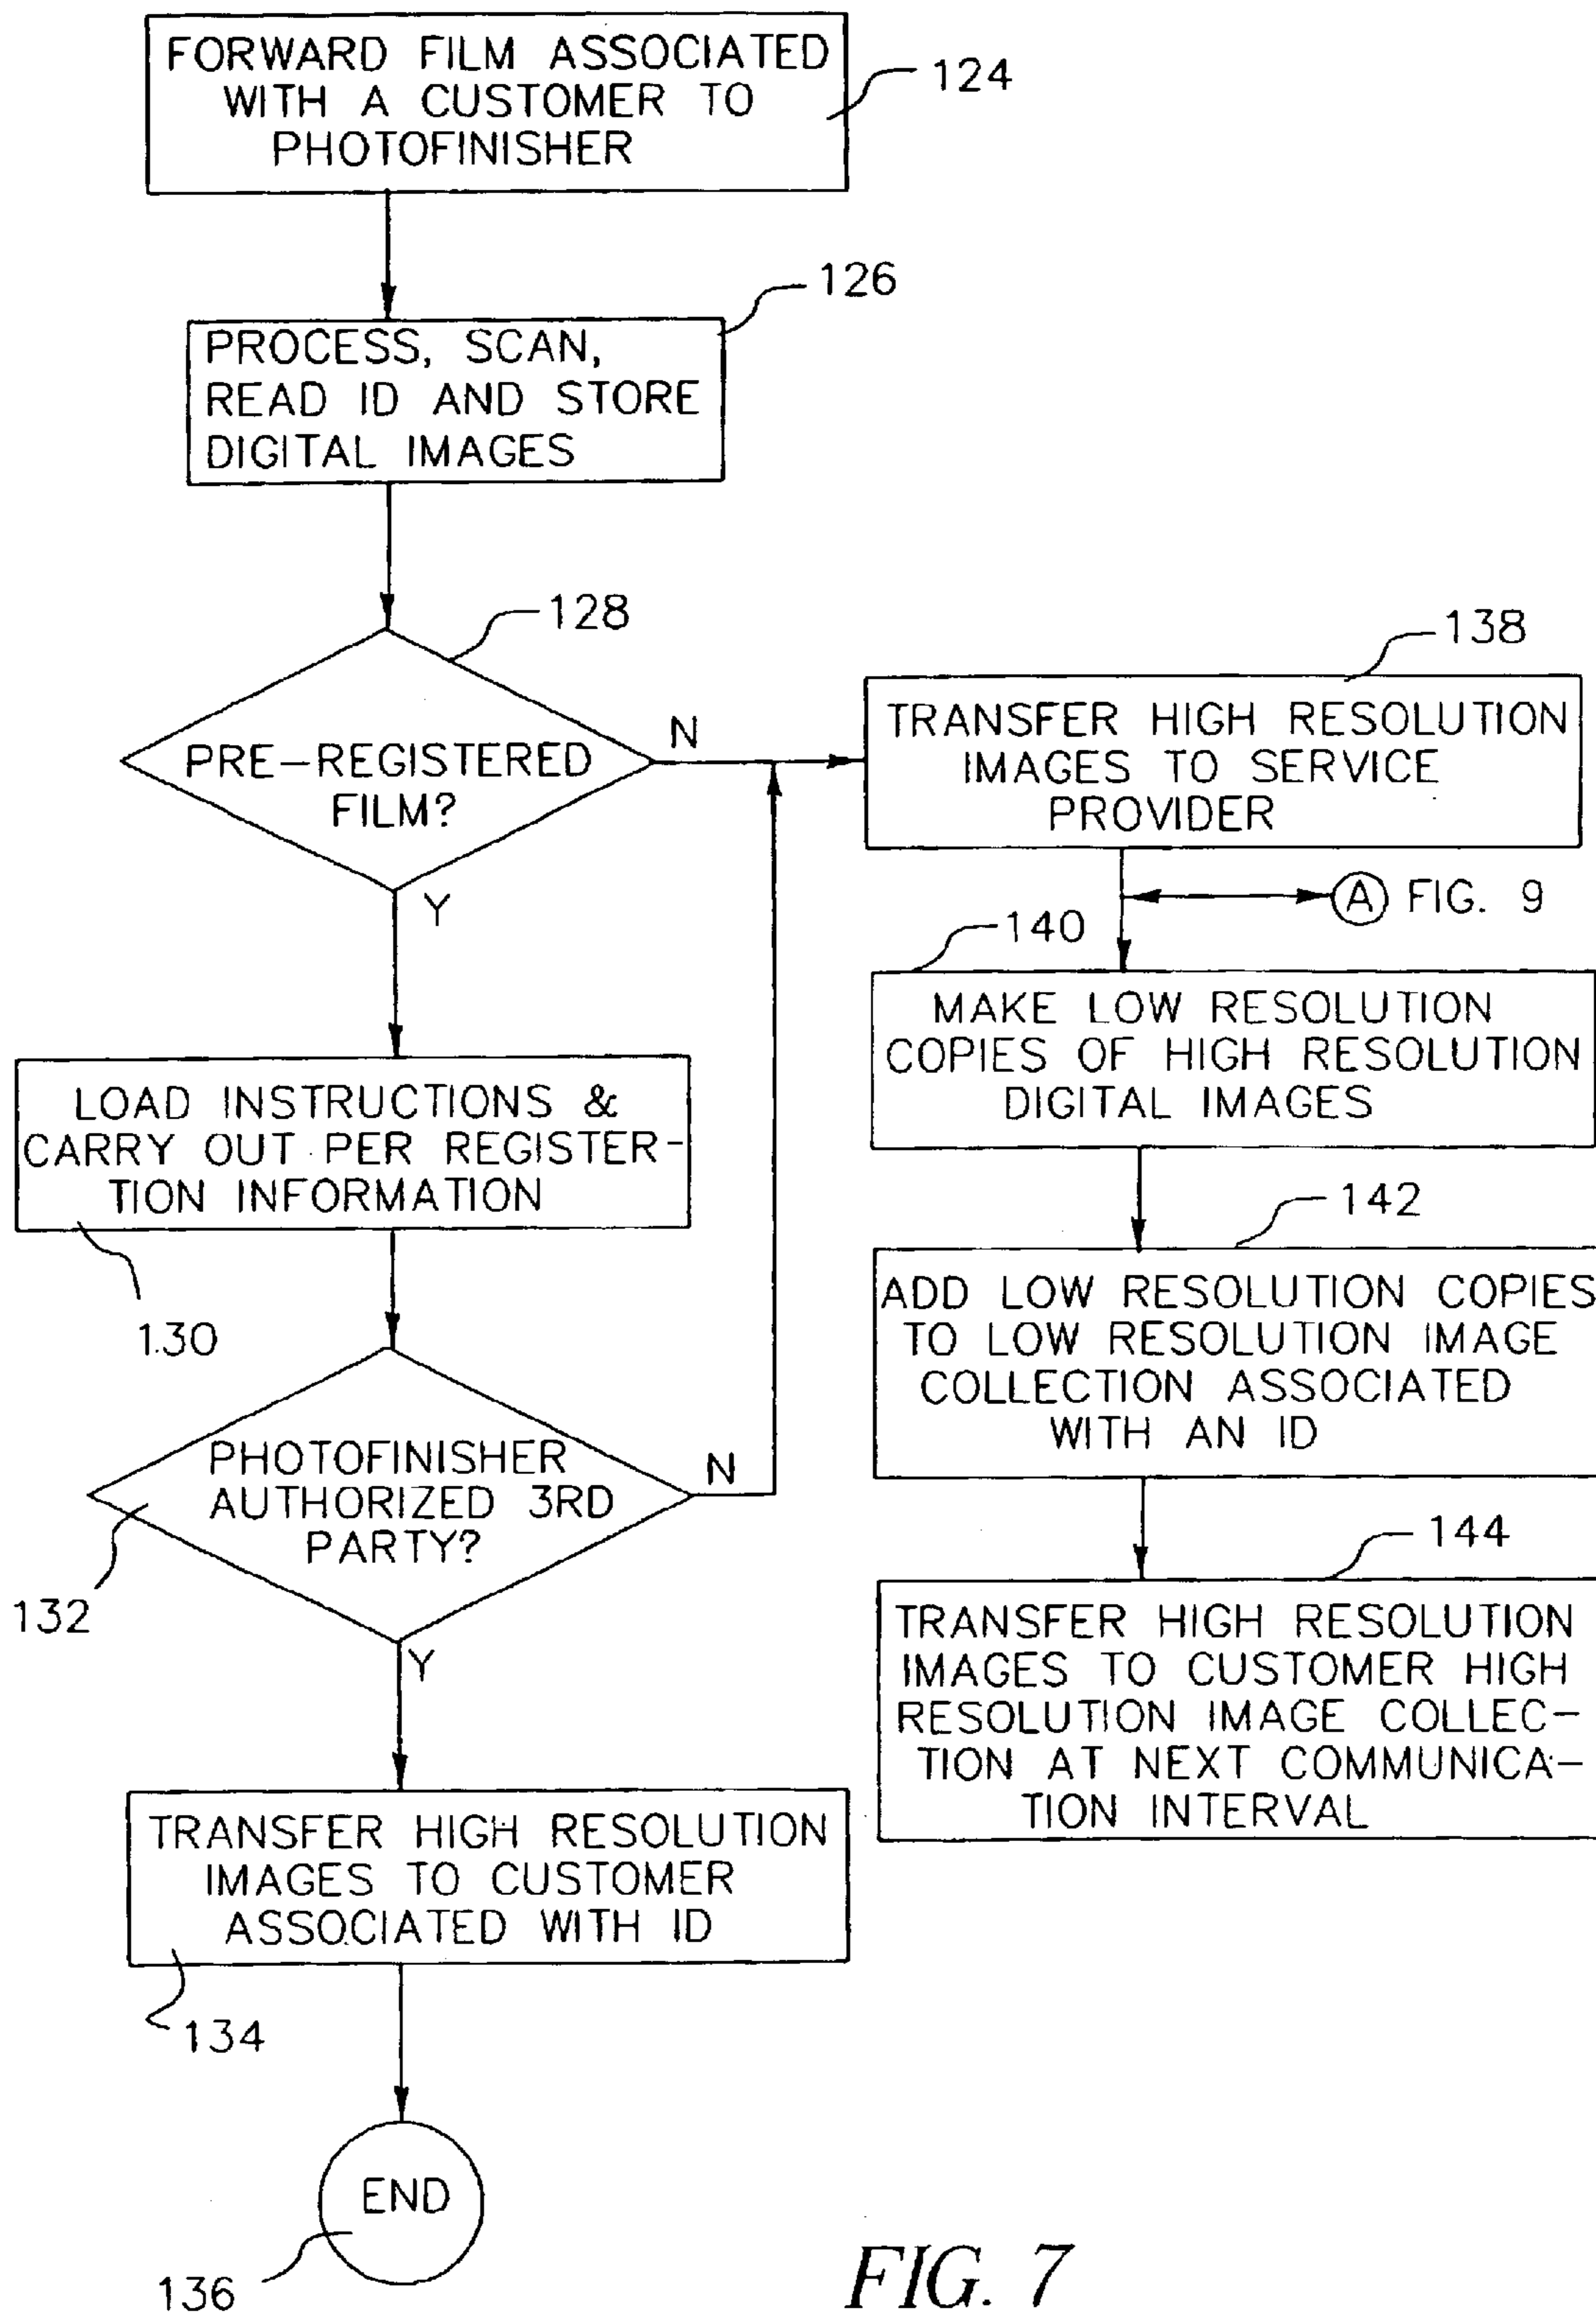 FORWARD FILM ASSOCIATED
WITH A CUSTOMER TO
PHOTOFINISHER
124
PROCESS, SCAN,
READ ID AND STORE
DIGITAL IMAGES
126
PRE-REGISTERED
FILM?
128
N
Y
LOAD INSTRUCTIONS &
CARRY OUT PER REGISTER-
TION INFORMATION
130
PHOTOFINISHER
AUTHORIZED 3RD
PARTY?
132
N
Y
TRANSFER HIGH RESOLUTION
IMAGES TO CUSTOMER
ASSOCIATED WITH ID
134
END
136
138
TRANSFER HIGH RESOLUTION
IMAGES TO SERVICE
PROVIDER
A FIG. 9
140
MAKE LOW RESOLUTION
COPIES OF HIGH RESOLUTION
DIGITAL IMAGES
142
ADD LOW RESOLUTION COPIES
TO LOW RESOLUTION IMAGE
COLLECTION ASSOCIATED
WITH AN ID
144
TRANSFER HIGH RESOLUTION
IMAGES TO CUSTOMER HIGH
RESOLUTION IMAGE COLLEC-
TION AT NEXT COMMUNICA-
TION INTERVAL
FIG. 7